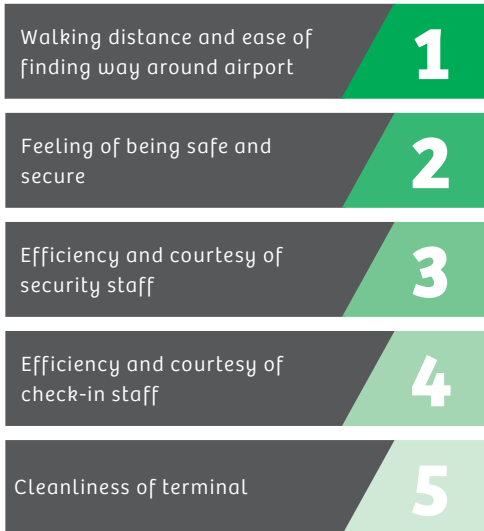 Walking distance and ease of
finding way around airport
1
Feeling of being safe and
secure
2
Efficiency and courtesy of
security staff
3
Efficiency and courtesy of
check-in staff
4
Cleanliness of terminal
5